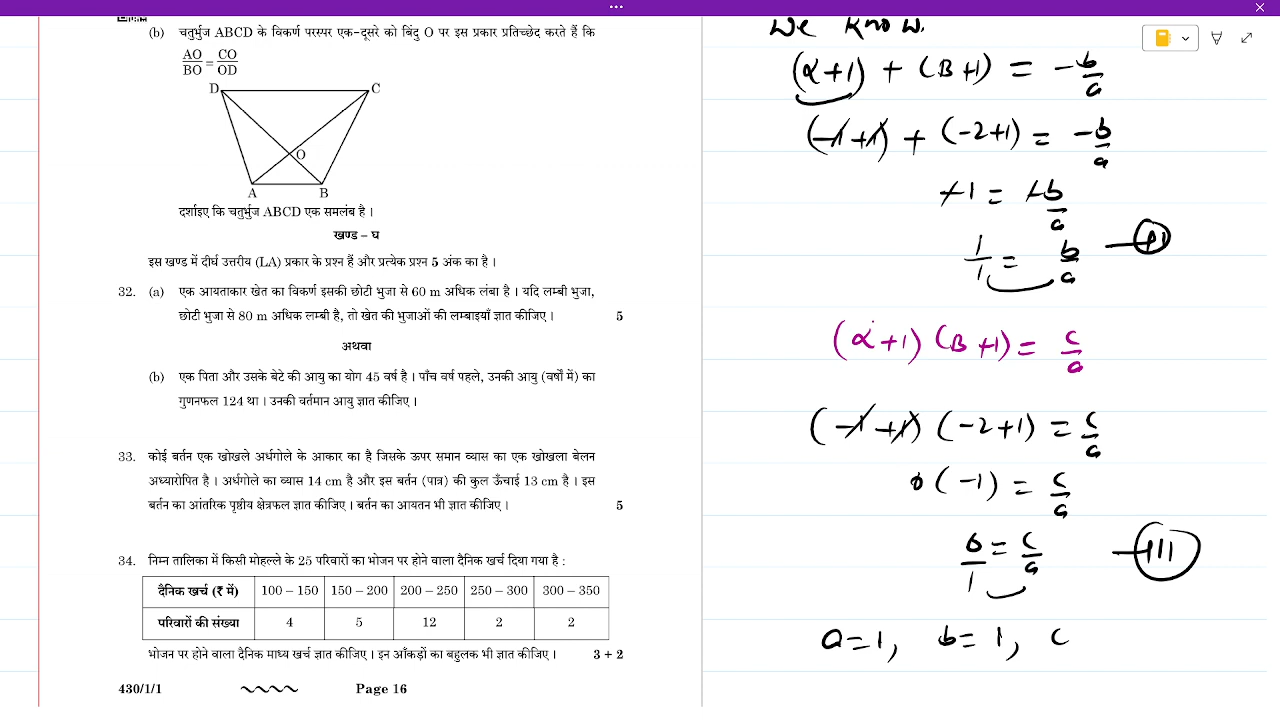 (b) चतुर्भुज ABCD के विकर्ण परस्पर एक-दूसरे को बिंदु O पर इस प्रकार प्रतिच्छेद करते हैं कि
AO/BO = CO/OD
D C
O
A B
दर्शाइए कि चतुर्भुज ABCD एक समलंब है ।
खण्ड – घ
इस खण्ड में दीर्घ उत्तरीय (LA) प्रकार के प्रश्न हैं और प्रत्येक प्रश्न 5 अंक का है ।
32. (a) एक आयताकार खेत का विकर्ण इसकी छोटी भुजा से 60 m अधिक लंबा है । यदि लम्बी भुजा,
छोटी भुजा से 80 m अधिक लम्बी है, तो खेत की भुजाओं की लम्बाइयाँ ज्ञात कीजिए । 5
अथवा
(b) एक पिता और उसके बेटे की आयु का योग 45 वर्ष है । पाँच वर्ष पहले, उनकी आयु (वर्षों में) का
गुणनफल 124 था । उनकी वर्तमान आयु ज्ञात कीजिए ।
33. कोई बर्तन एक खोखले अर्धगोले के आकार का है जिसके ऊपर समान व्यास का एक खोखला बेलन
अध्यारोपित है । अर्धगोले का व्यास 14 cm है और इस बर्तन (पात्र) की कुल ऊँचाई 13 cm है । इस
बर्तन का आंतरिक पृष्ठीय क्षेत्रफल ज्ञात कीजिए । बर्तन का आयतन भी ज्ञात कीजिए । 5
34. निम्न तालिका में किसी मोहल्ले के 25 परिवारों का भोजन पर होने वाला दैनिक खर्च दिया गया है :
दैनिक खर्च (₹ में) 100 – 150 150 – 200 200 – 250 250 – 300 300 – 350
परिवारों की संख्या 4 5 12 2 2
भोजन पर होने वाला दैनिक माध्य खर्च ज्ञात कीजिए । इन आँकड़ों का बहुलक भी ज्ञात कीजिए । 3 + 2
430/1/1 Page 16
We know.
(α+1) + (β+1) = -b/a
(-1+1) + (-2+1) = -b/a
-1 = -b/a
1/1 = b/a — II
(α+1) (β+1) = c/a
(-1+1) (-2+1) = c/a
0 (-1) = c/a
0/1 = c/a — III
a=1, b=1, c